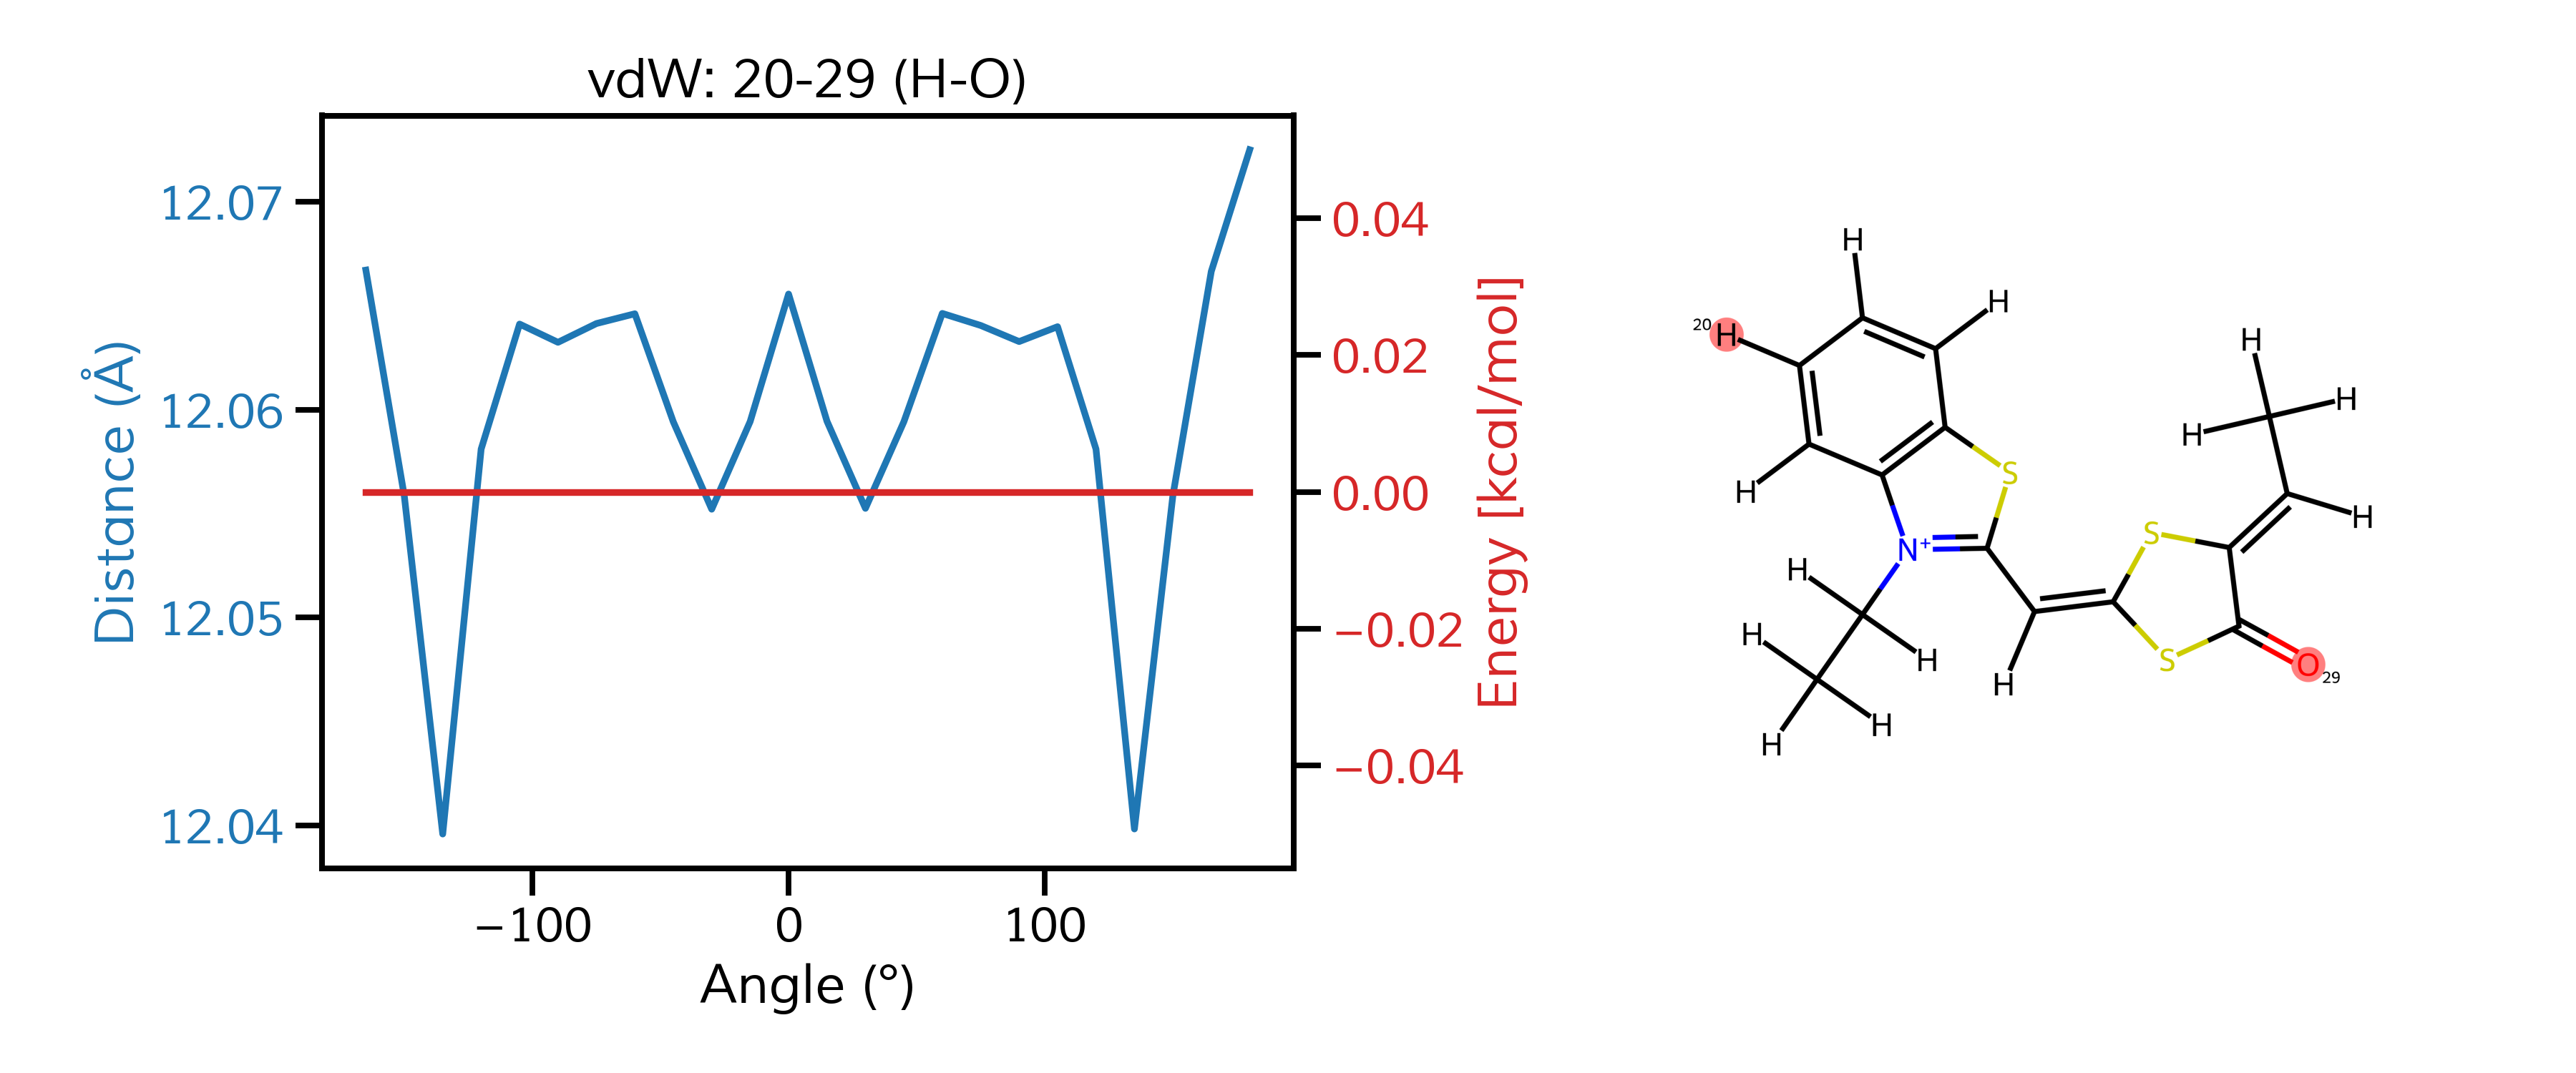 vdW: 20-29 (H-O)
12.07
12.06
12.05
12.04
Distance (Å)
0.04
0.02
0.00
−0.02
−0.04
Energy [kcal/mol]
−100
0
100
Angle (°)
H
H
20
H
H
H
H
H
S
H
S
H
N⁺
H
H
H
S
O
29
H
H
H
H